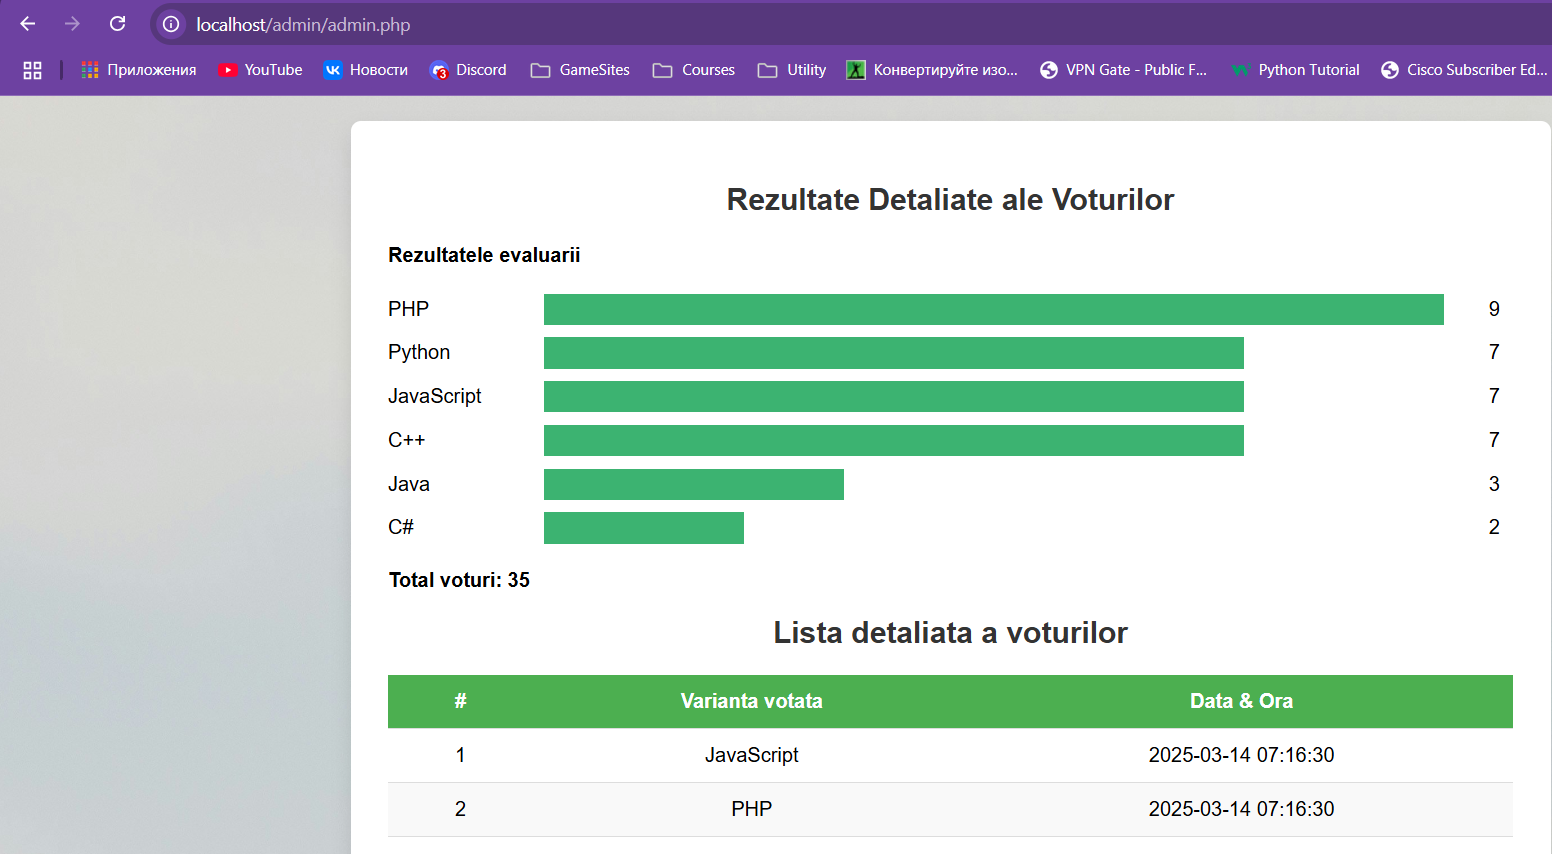 localhost/admin/admin.php
Приложения YouTube Новости Discord GameSites Courses Utility Конвертируйте изо... VPN Gate - Public F... Python Tutorial Cisco Subscriber Ed...
Rezultate Detaliate ale Voturilor
Rezultatele evaluarii
PHP 9
Python 7
JavaScript 7
C++ 7
Java 3
C# 2
Total voturi: 35
Lista detaliata a voturilor
# Varianta votata Data & Ora
1 JavaScript 2025-03-14 07:16:30
2 PHP 2025-03-14 07:16:30